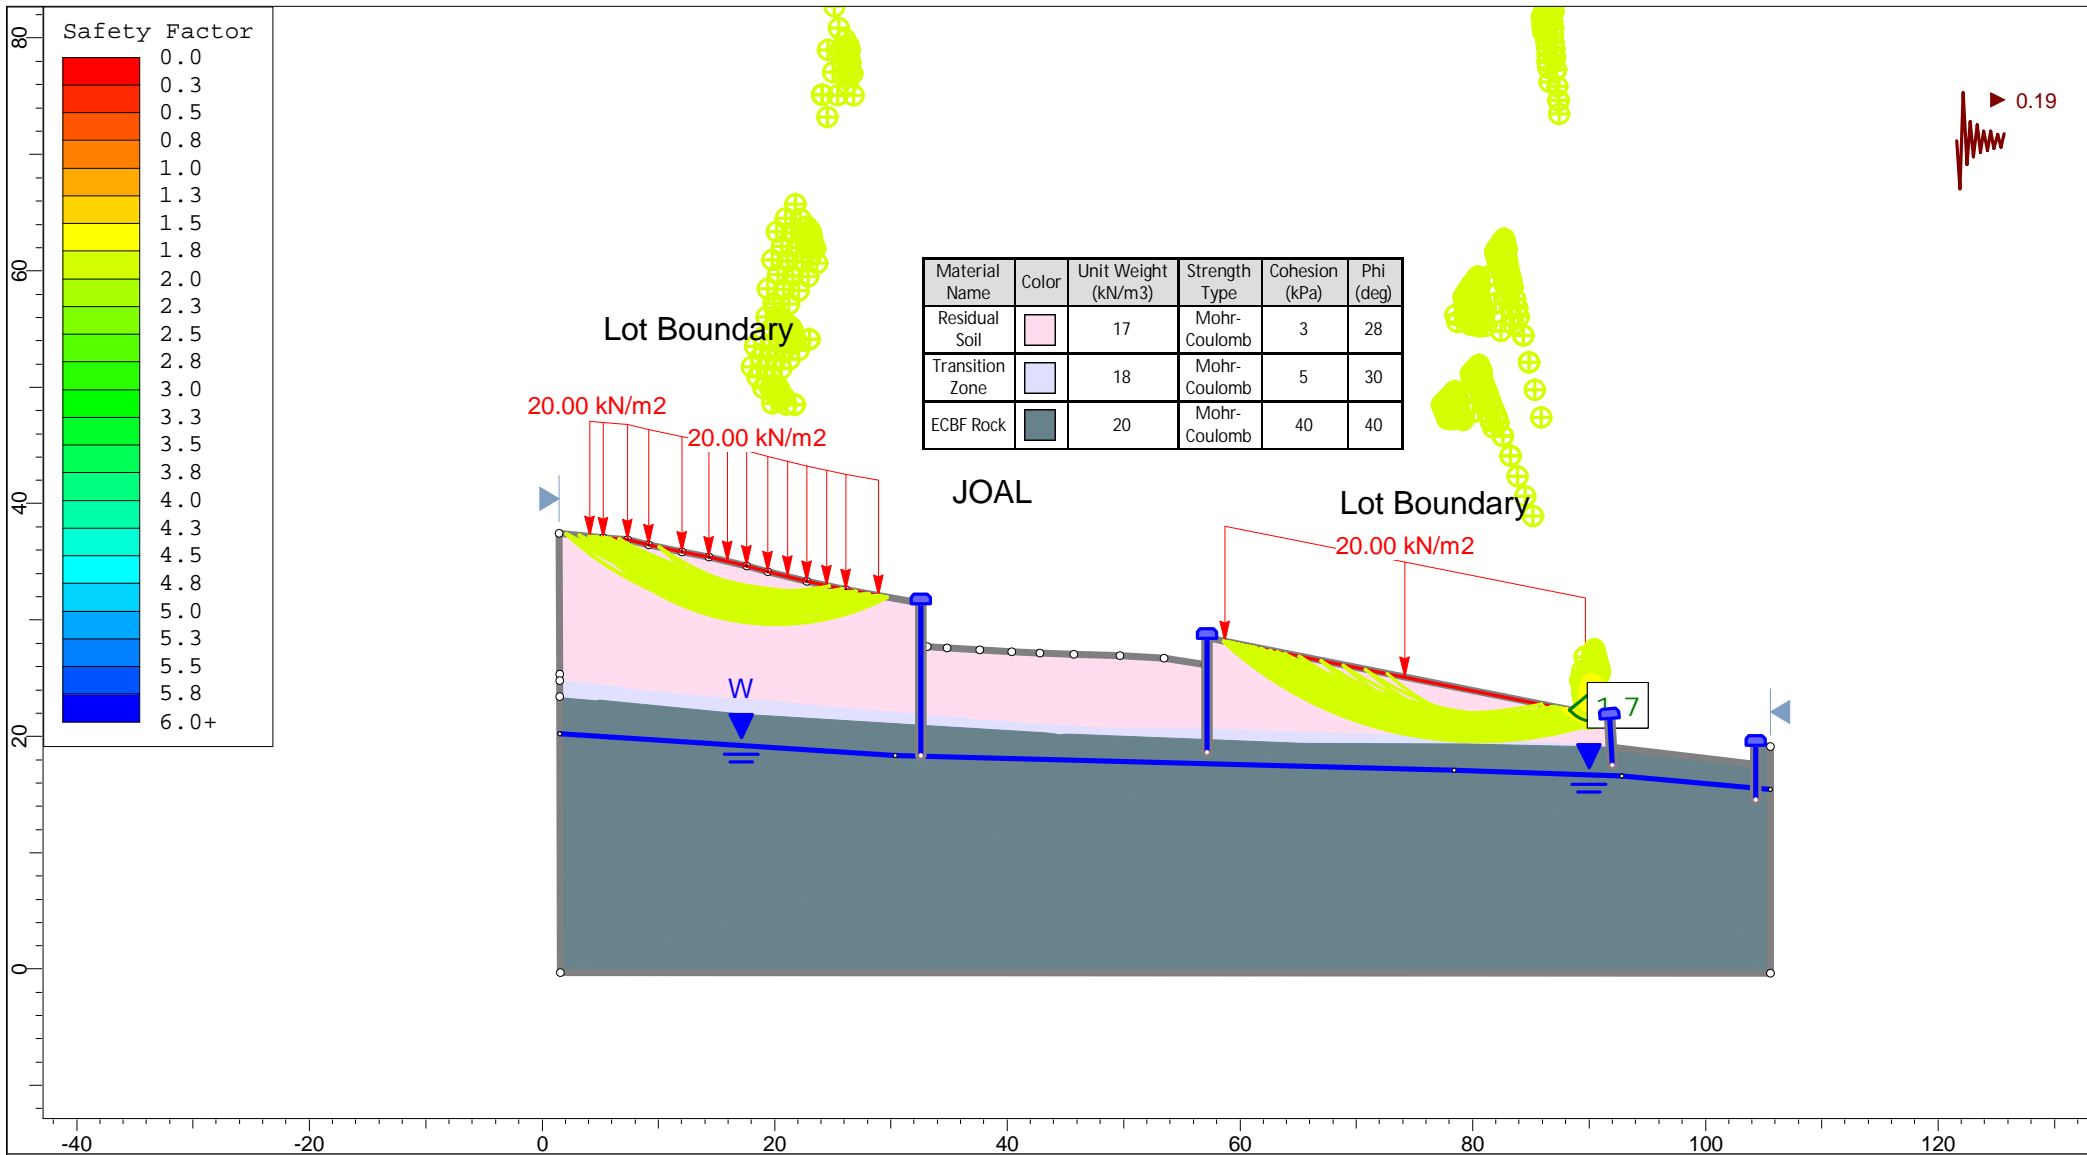 Safety Factor
0.0
0.3
0.5
0.8
1.0
1.3
1.5
1.8
2.0
2.3
2.5
2.8
3.0
3.3
3.5
3.8
4.0
4.3
4.5
4.8
5.0
5.3
5.5
5.8
6.0+
80
60
40
20
0
0.19
Material Name Color Unit Weight (kN/m3) Strength Type Cohesion (kPa) Phi (deg)
Residual Soil 17 Mohr-Coulomb 3 28
Transition Zone 18 Mohr-Coulomb 5 30
ECBF Rock 20 Mohr-Coulomb 40 40
Lot Boundary
20.00 kN/m2
20.00 kN/m2
JOAL
Lot Boundary
20.00 kN/m2
W
-40 -20 0 20 40 60 80 100 120